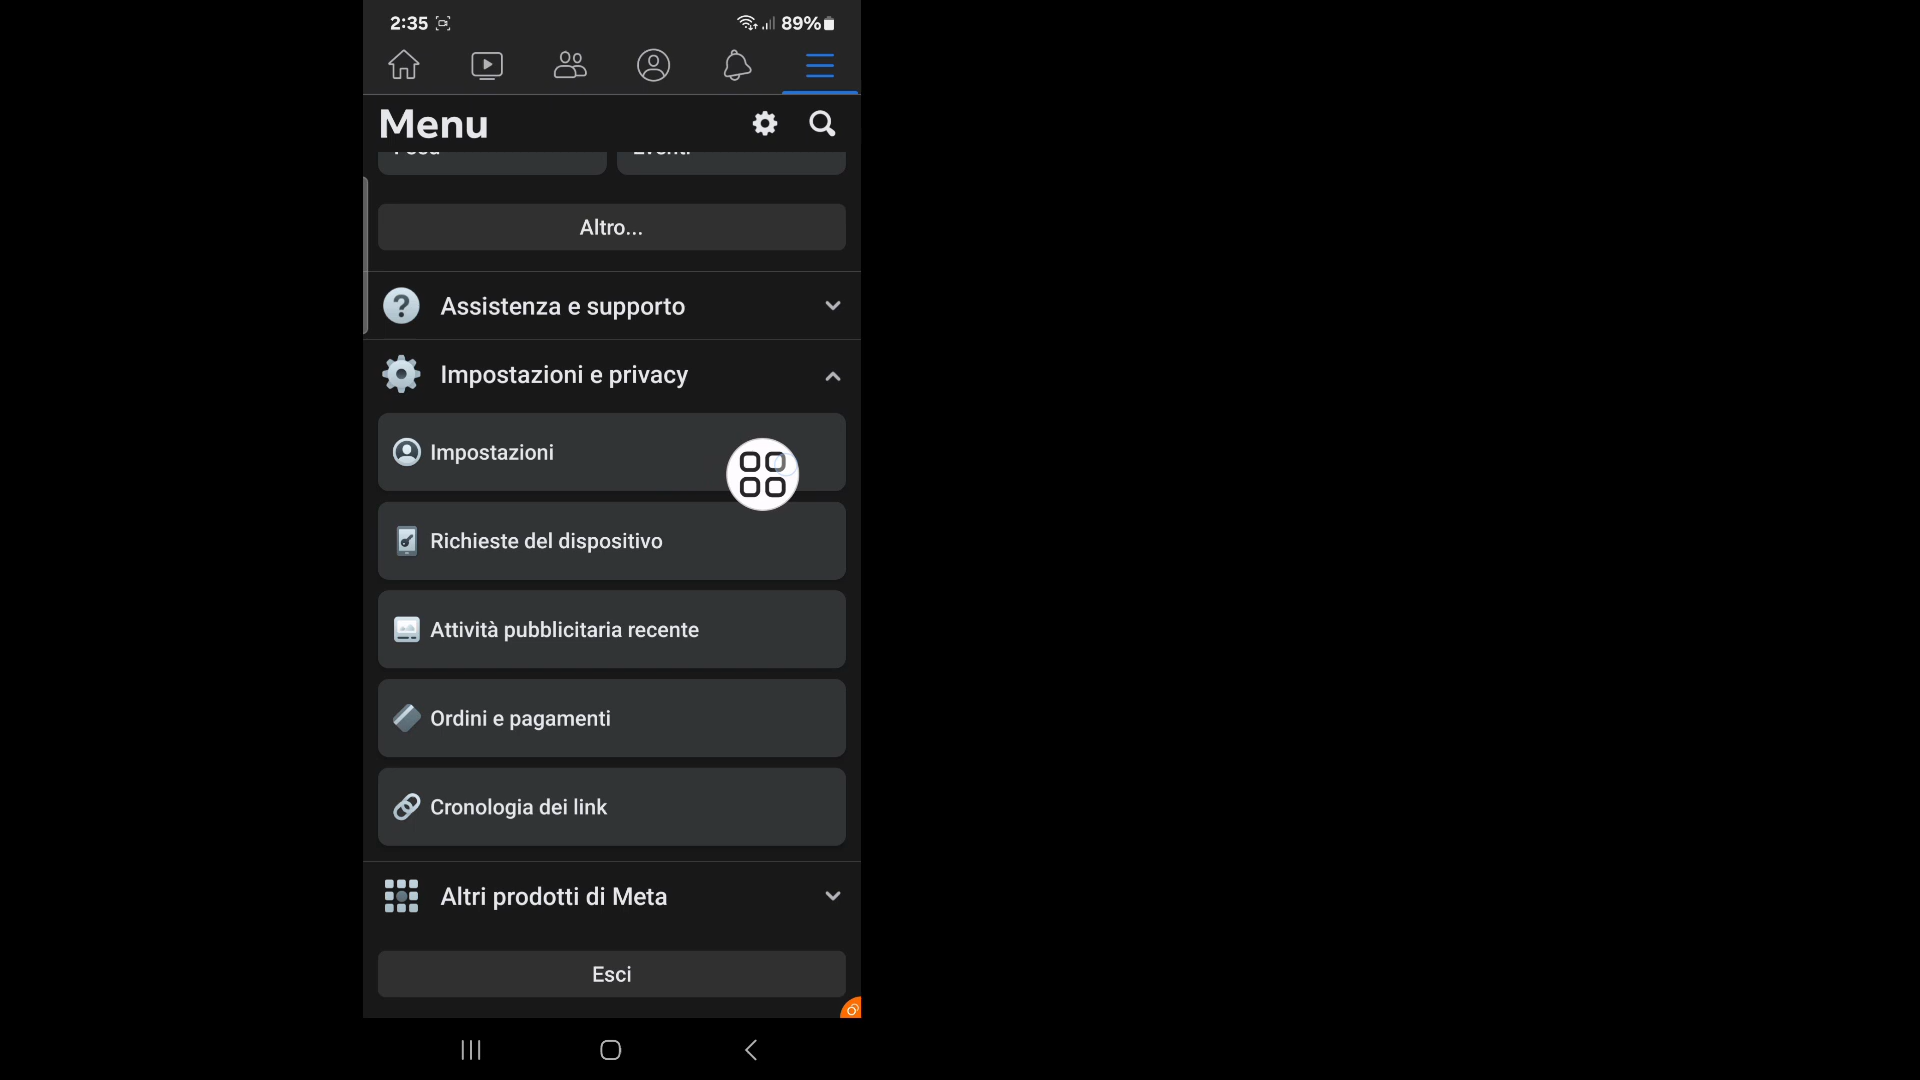 2:35
89%
Menu
Altro...
Assistenza e supporto
Impostazioni e privacy
Impostazioni
Richieste del dispositivo
Attività pubblicitaria recente
Ordini e pagamenti
Cronologia dei link
Altri prodotti di Meta
Esci